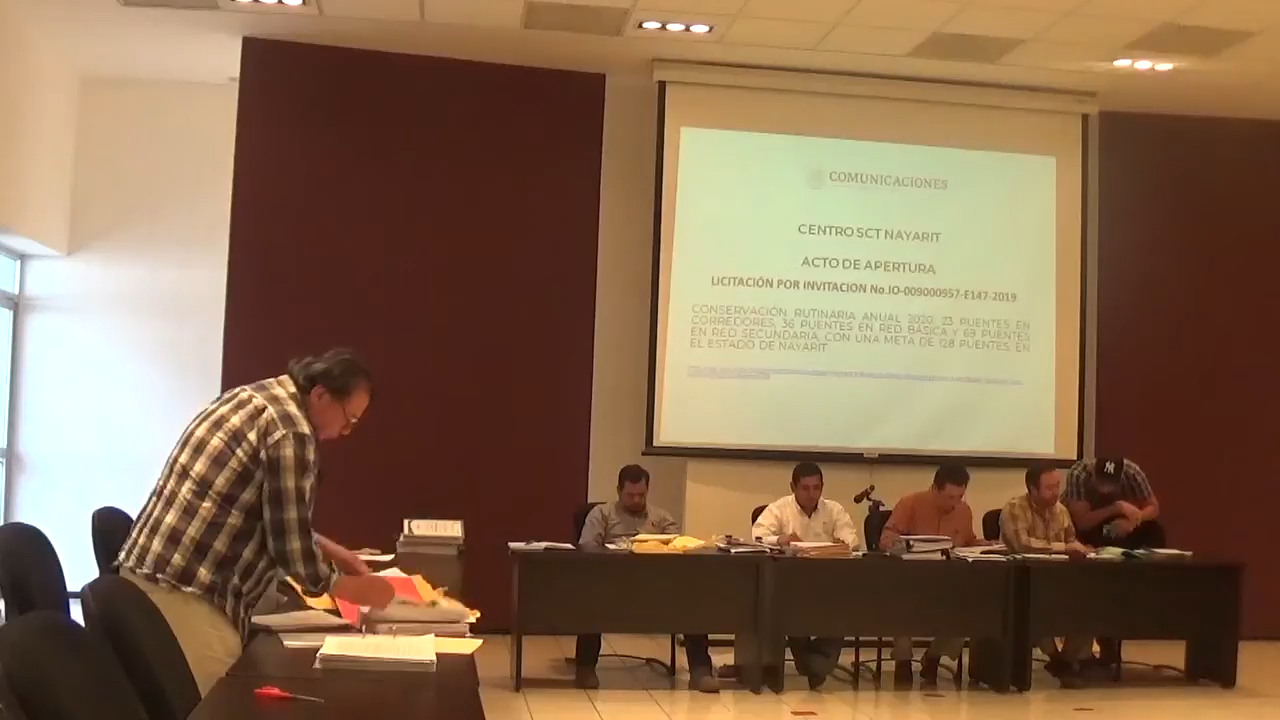 COMUNICACIONES
CENTRO SCT NAYARIT
ACTO DE APERTURA
LICITACIÓN POR INVITACION No.IO-009000957-E147-2019
CONSERVACIÓN RUTINARIA ANUAL 2020, 23 PUENTES EN
CORREDORES, 36 PUENTES EN RED BÁSICA Y 69 PUENTES
EN RED SECUNDARIA, CON UNA META DE 128 PUENTES, EN
EL ESTADO DE NAYARIT